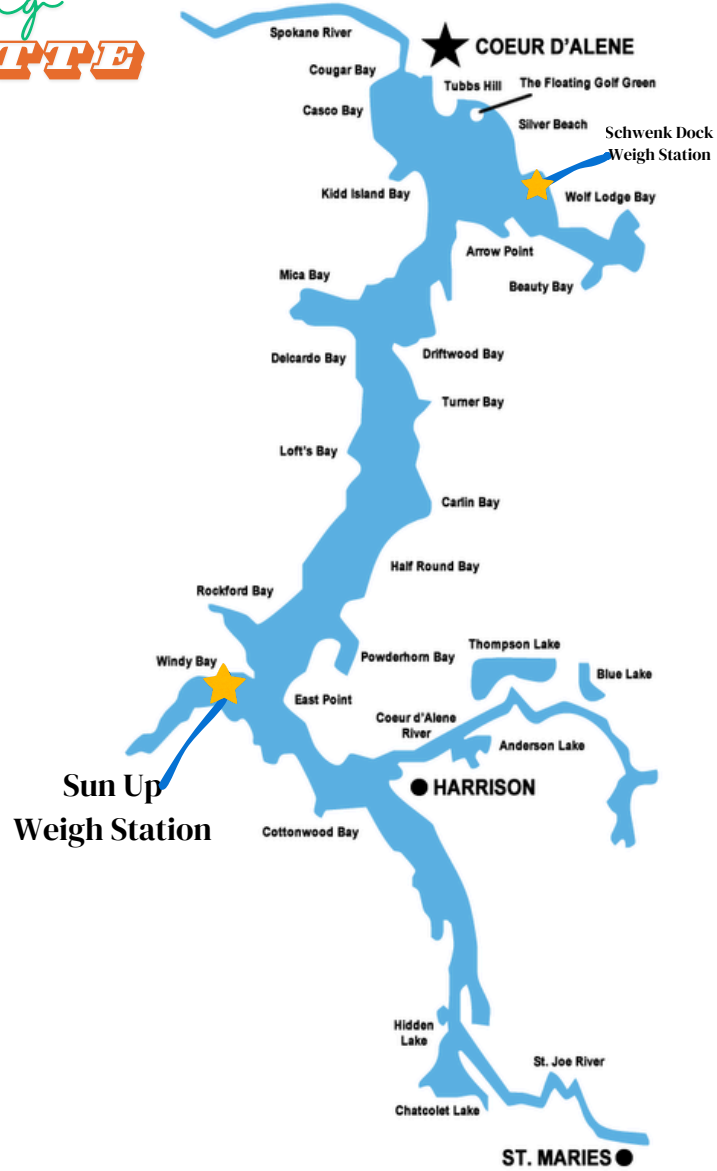 Spokane River
COEUR D'ALENE
Cougar Bay
Tubbs Hill
The Floating Golf Green
Casco Bay
Silver Beach
Schwenk Dock
Weigh Station
Kidd Island Bay
Wolf Lodge Bay
Arrow Point
Mica Bay
Beauty Bay
Delcardo Bay
Driftwood Bay
Turner Bay
Loft's Bay
Carlin Bay
Half Round Bay
Rockford Bay
Windy Bay
Powderhorn Bay
Thompson Lake
Blue Lake
East Point
Coeur d'Alene
River
Anderson Lake
Sun Up
Weigh Station
HARRISON
Cottonwood Bay
Hidden
Lake
St. Joe River
Chatcolet Lake
ST. MARIES